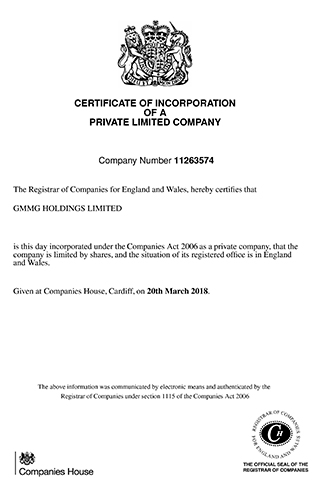 CERTIFICATE OF INCORPORATION
OF A
PRIVATE LIMITED COMPANY
Company Number 11263574
The Registrar of Companies for England and Wales, hereby certifies that
GMMG HOLDINGS LIMITED
is this day incorporated under the Companies Act 2006 as a private company, that the
company is limited by shares, and the situation of its registered office is in England
and Wales.
Given at Companies House, Cardiff, on 20th March 2018.
The above information was communicated by electronic means and authenticated by the
Registrar of Companies under section 1115 of the Companies Act 2006
REGISTRAR OF COMPANIES
FOR ENGLAND AND WALES
CH
Companies House
THE OFFICIAL SEAL OF THE
REGISTRAR OF COMPANIES